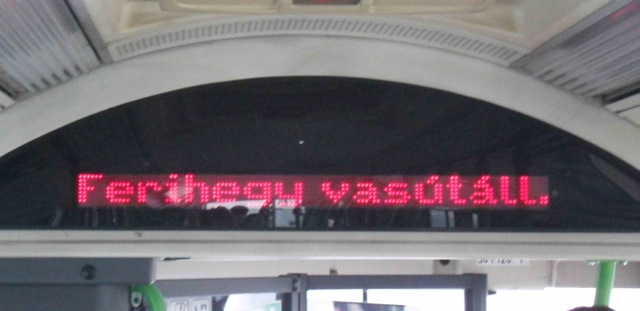 Ferihegy vasútáll.